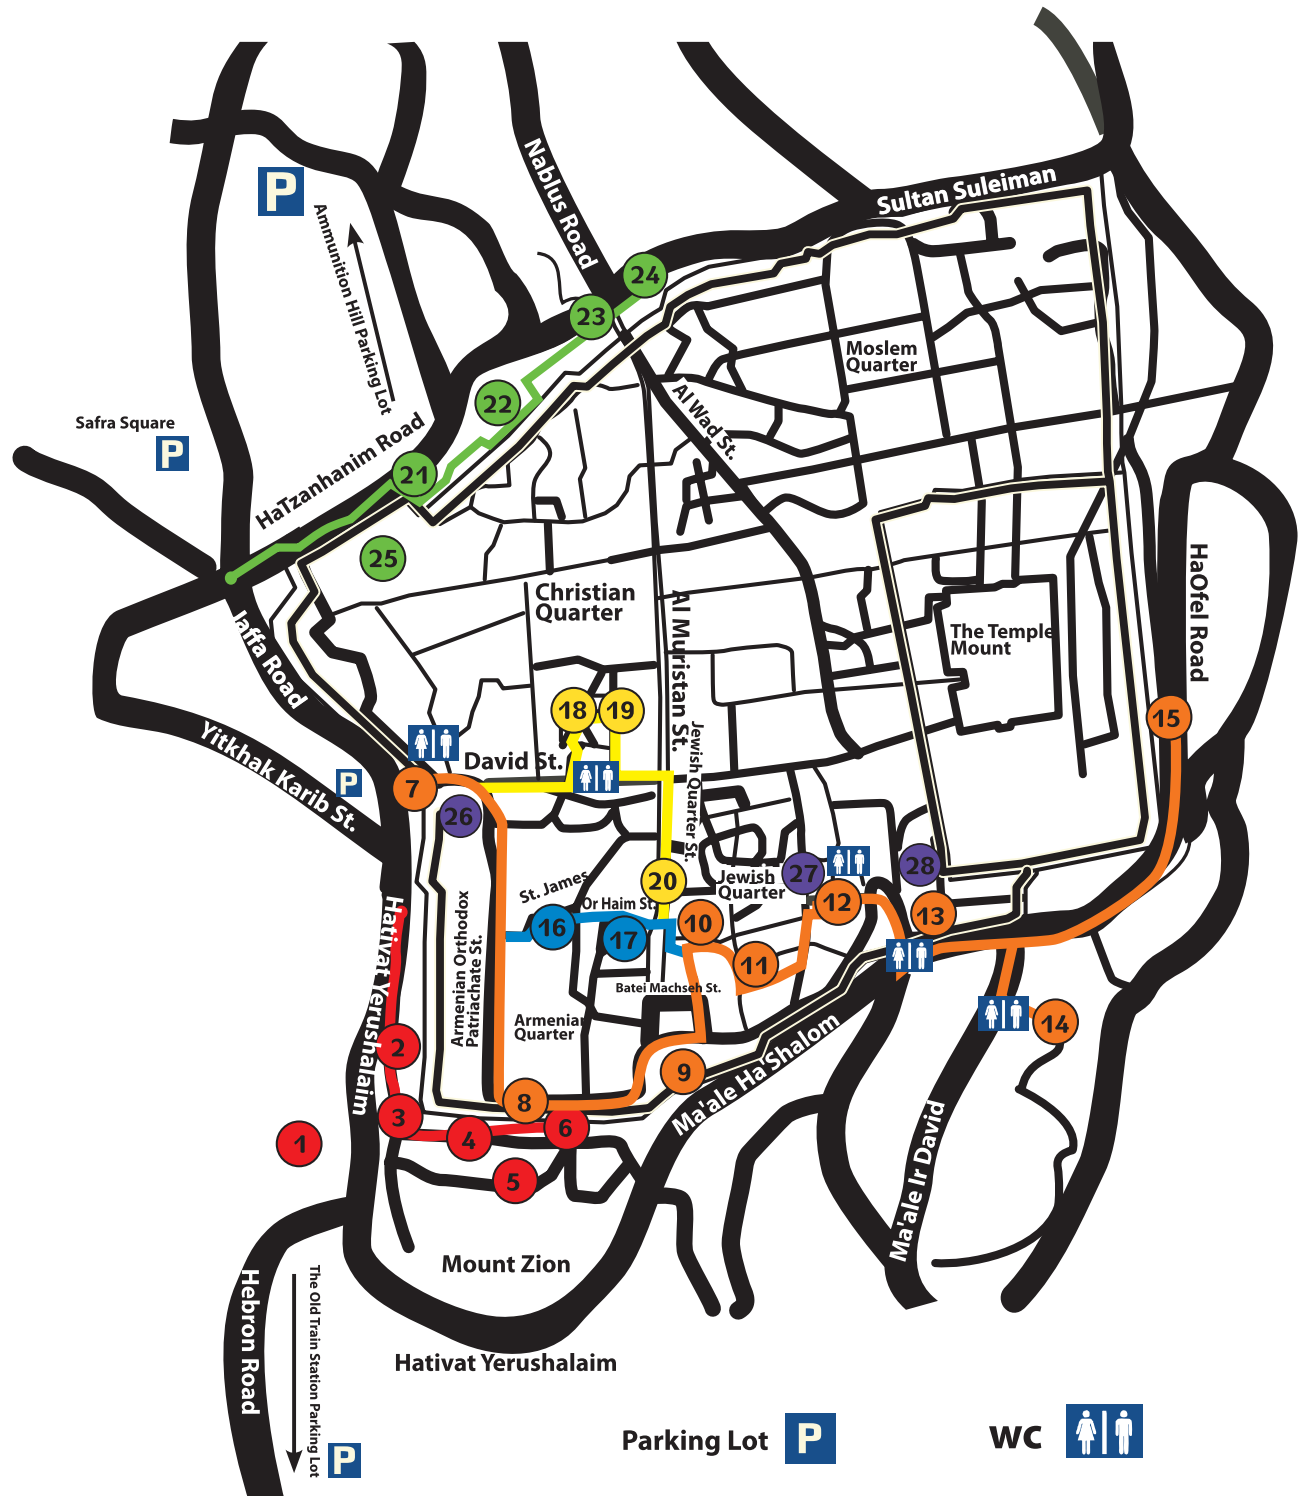 Nablus Road
Sultan Suleiman
P
Ammunition Hill Parking Lot
24
23
Moslem
Quarter
22
Al Wad St.
Safra Square
P
HaTzanhanim Road
21
25
Christian
Quarter
Al Muristan St.
HaOfel Road
The Temple
Mount
Jaffa Road
18
19
15
Yitkhak Karib St.
David St.
Jewish Quarter St.
P
7
26
27
28
20
Jewish
Quarter
St. James
Or Haim St.
12
13
10
16
17
11
Hativat Yerushalaim
Armenian Orthodox
Patriachate St.
Batei Machseh St.
Armenian
Quarter
14
2
9
Ma'ale Ha'Shalom
8
3
4
6
1
5
Ma'ale Ir David
Mount Zion
Hebron Road
The Old Train Station Parking Lot
P
Hativat Yerushalaim
Parking Lot
P
WC